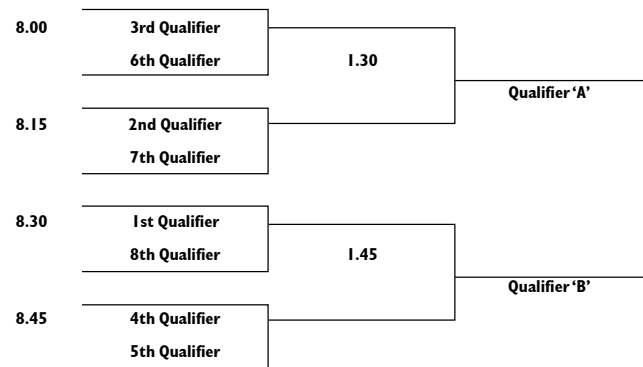 8.00 3rd Qualifier
6th Qualifier
1.30
Qualifier ‘A’
8.15 2nd Qualifier
7th Qualifier
8.30 1st Qualifier
8th Qualifier
1.45
Qualifier ‘B’
8.45 4th Qualifier
5th Qualifier